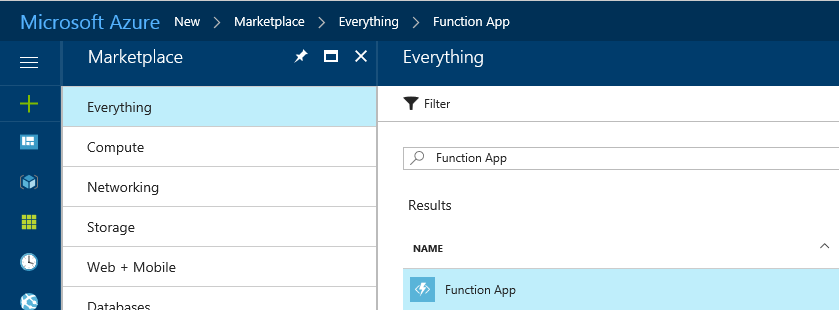 Microsoft Azure New > Marketplace > Everything > Function App
Marketplace
Everything
Compute
Networking
Storage
Web + Mobile
Databases
Everything
Filter
Function App
Results
NAME
Function App